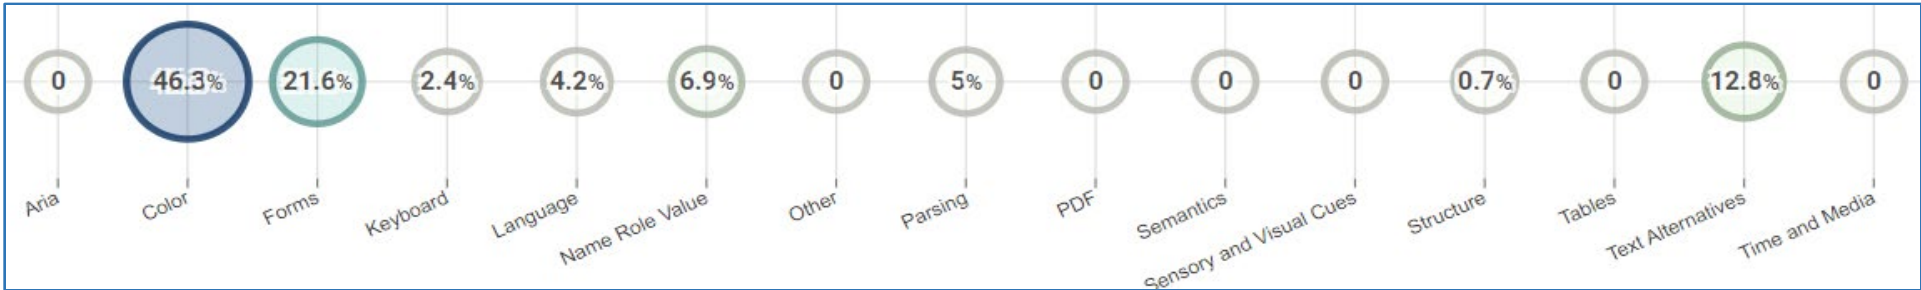 0 46.3% 21.6% 2.4% 4.2% 6.9% 0 5% 0 0 0 0.7% 0 12.8% 0
Aria Color Forms Keyboard Language Name Role Value Other Parsing PDF Semantics Sensory and Visual Cues Structure Tables Text Alternatives Time and Media